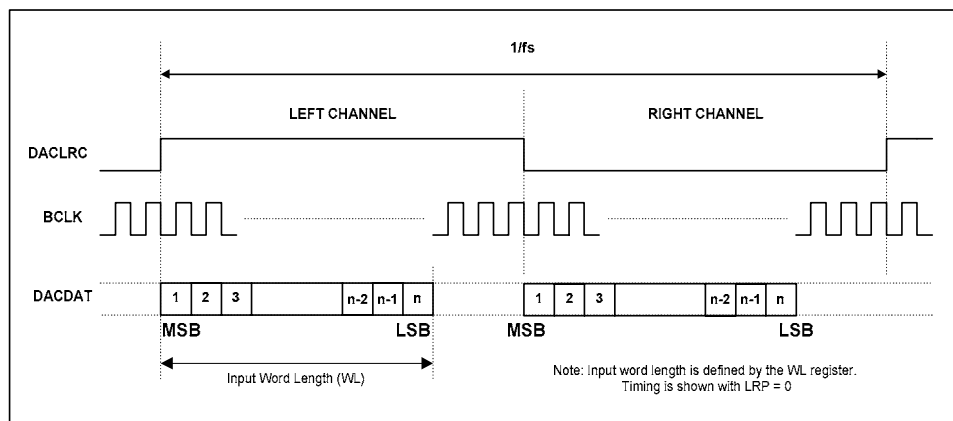 1/fs
LEFT CHANNEL RIGHT CHANNEL
DACLRC
BCLK
DACDAT
1 2 3 n-2 n-1 n 1 2 3 n-2 n-1 n
MSB LSB MSB LSB
Input Word Length (WL)
Note: Input word length is defined by the WL register.
Timing is shown with LRP = 0